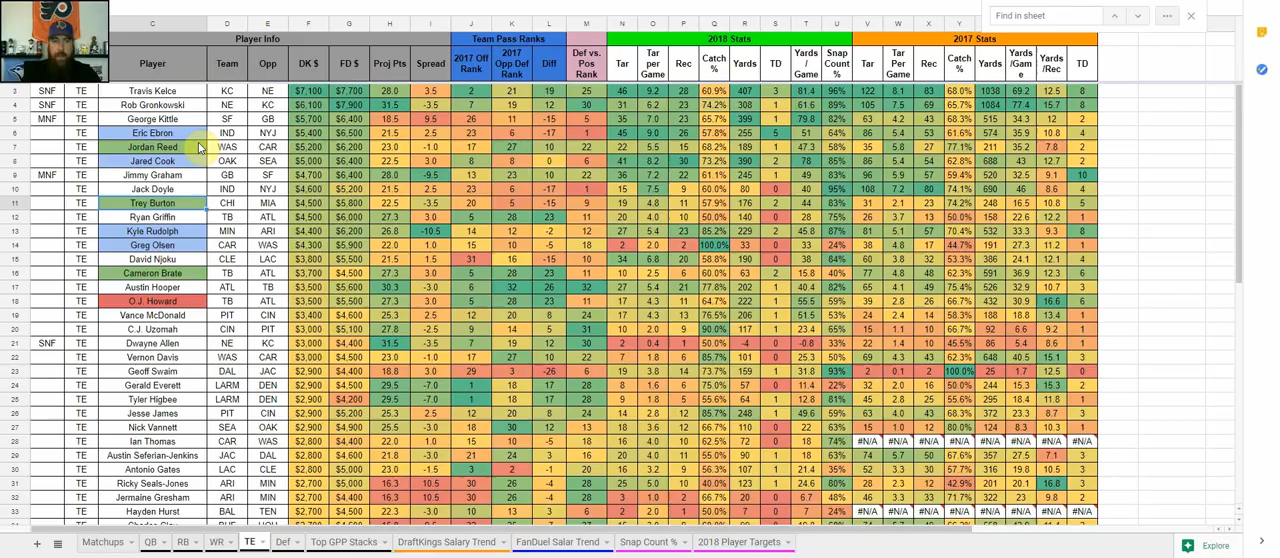 Find in sheet
C D E F G H I J K L M N O P Q R S T U V W X Y Z AA AB AC
Player Info Team Pass Ranks 2018 Stats 2017 Stats
Player Team Opp DK $ FD $ Proj Pts Spread 2017 Off Rank 2017 Opp Def Rank Diff Def vs. Pos Rank Tar Tar per Game Rec Catch % Yards TD Yards / Game Snap Count % Tar Tar Per Game Rec Catch % Yards Yards /Gam e Yards /Rec TD
3 SNF TE Travis Kelce KC NE $7,100 $7,700 28.0 3.5 2 21 19 25 46 9.2 28 60.9% 407 3 81.4 96% 122 8.1 83 68.0% 1038 69.2 12.5 8
4 SNF TE Rob Gronkowski NE KC $6,900 $7,900 31.5 -3.5 7 19 12 30 31 6.2 23 74.2% 308 1 61.6 94% 105 7.5 69 65.7% 1084 77.4 15.7 8
5 MNF TE George Kittle SF GB $5,700 $6,400 18.5 9.5 26 11 -15 5 35 7.0 23 65.7% 399 1 79.8 82% 63 4.2 43 68.3% 515 34.3 12 2
6 TE Eric Ebron IND NYJ $5,400 $6,500 21.5 2.5 23 6 -17 1 45 9.0 26 57.8% 255 5 51 64% 86 5.4 53 61.6% 574 35.9 10.8 4
7 TE Jordan Reed WAS CAR $5,200 $6,200 23.0 -1.0 17 27 10 22 22 5.5 15 68.2% 189 1 47.3 58% 35 5.8 27 77.1% 211 35.2 7.8 2
8 TE Jared Cook OAK SEA $5,000 $6,400 22.5 3.0 8 8 0 6 41 8.2 30 73.2% 390 2 78 85% 86 5.4 54 62.8% 688 43 12.7 2
9 MNF TE Jimmy Graham GB SF $4,700 $6,400 28.0 -9.5 13 23 10 22 36 7.2 22 61.1% 245 1 49 83% 96 5.9 57 59.4% 520 32.5 9.1 10
10 TE Jack Doyle IND NYJ $4,600 $5,200 21.5 2.5 23 6 -17 1 15 7.5 9 60.0% 80 0 40 95% 108 7.2 80 74.1% 690 46 8.6 4
11 TE Trey Burton CHI MIA $4,500 $5,800 22.5 -3.5 20 5 -15 9 19 4.8 11 57.9% 176 2 44 83% 31 2.1 23 74.2% 248 16.5 10.8 5
12 TE Ryan Griffin TB ATL $4,500 $6,000 27.3 3.0 5 28 23 11 12 2.4 6 50.0% 140 0 28 75% 26 3.7 13 50.0% 158 22.6 12.2 1
13 TE Kyle Rudolph MIN ARI $4,400 $6,200 26.8 -10.5 14 12 -2 12 27 5.4 23 85.2% 229 1 45.8 87% 81 5.1 57 70.4% 532 33.3 9.3 8
14 TE Greg Olsen CAR WAS $4,300 $5,900 22.0 1.0 15 10 -5 18 2 2.0 2 100.0% 33 0 33 24% 38 4.8 17 44.7% 191 27.3 11.2 1
15 TE David Njoku CLE LAC $3,800 $5,800 21.5 1.5 31 16 -15 10 34 6.8 20 58.8% 190 0 38 84% 60 3.8 32 53.3% 386 24.1 12.1 4
16 TE Cameron Brate TB ATL $3,700 $4,500 27.3 3.0 5 28 23 11 10 2.5 6 60.0% 63 2 15.8 40% 77 4.8 48 62.3% 591 36.9 12.3 6
17 TE Austin Hooper TB ATL $3,500 $5,500 30.3 -3.0 6 32 26 32 27 5.4 21 77.8% 202 1 40.4 82% 65 4.1 49 75.4% 526 32.9 10.7 3
18 TE O.J. Howard TB ATL $3,500 $5,500 27.3 3.0 5 28 23 11 17 4.3 11 64.7% 222 1 55.5 59% 39 2.8 26 66.7% 432 30.9 16.6 6
19 TE Vance McDonald PIT CIN $3,400 $4,600 25.3 2.5 12 20 8 24 17 4.3 13 76.5% 206 1 51.5 53% 24 2.4 14 58.3% 188 18.8 13.4 1
20 TE C.J. Uzomah CIN PIT $3,000 $5,000 27.8 -2.5 9 14 5 31 10 2.0 9 90.0% 117 1 23.4 65% 15 1.1 10 66.7% 92 6.6 9.2 1
21 SNF TE Dwayne Allen NE KC $3,000 $4,000 31.5 -3.5 7 19 12 30 2 0.4 1 50.0% -4 0 -0.8 33% 22 1.4 10 45.5% 86 5.4 8.6 1
22 TE Vernon Davis WAS CAR $2,900 $4,700 23.0 -1.0 17 27 10 22 7 1.8 6 85.7% 101 0 25.3 50% 69 4.3 43 62.3% 648 40.5 15.1 3
23 TE Geoff Swaim DAL JAC $2,900 $4,500 18.8 3.0 29 3 -26 6 19 3.8 14 73.7% 159 1 31.8 93% 2 0.1 2 100.0% 25 1.7 12.5 0
24 TE Gerald Everett LARM DEN $2,900 $4,500 29.5 -7.0 1 18 17 28 8 1.6 6 75.0% 57 0 11.4 22% 32 2.0 16 50.0% 244 15.3 15.3 2
25 TE Tyler Higbee LARM DEN $2,900 $4,200 29.5 -7.0 1 18 17 28 9 1.8 5 55.6% 64 1 12.8 81% 45 2.8 25 55.6% 295 18.4 11.8 1
26 TE Jesse James PIT CIN $2,900 $5,200 25.3 2.5 12 20 8 24 14 2.8 12 85.7% 248 1 49.6 59% 63 4.2 43 68.3% 372 23.3 8.7 3
27 TE Nick Vannett SEA OAK $2,900 $4,900 25.5 -3.0 18 30 12 13 18 3.6 12 66.7% 110 1 22 63% 15 1.0 12 80.0% 124 8.3 10.3 1
28 TE Ian Thomas CAR WAS $2,800 $4,400 22.0 1.0 15 10 -5 18 16 4.0 10 62.5% 72 0 18 74% #N/A #N/A #N/A #N/A #N/A #N/A #N/A #N/A
29 TE Austin Seferian-Jenkins JAC DAL $2,800 $4,600 21.8 -3.0 21 24 3 16 20 4.0 11 55.0% 90 1 18 63% 74 5.7 50 67.6% 357 27.5 7.1 3
30 TE Antonio Gates LAC CLE $2,800 $5,000 23.0 -1.5 3 2 -1 20 16 3.2 9 56.3% 107 1 21.4 35% 52 3.3 30 57.7% 316 19.8 10.5 3
31 TE Ricky Seals-Jones ARI MIN $2,800 $4,700 16.3 10.5 30 26 -4 28 25 5.0 10 40.0% 123 1 24.6 80% 28 2.3 12 42.9% 201 20.1 16.8 3
32 TE Jermaine Gresham ARI MIN $2,700 $4,400 16.3 10.5 30 26 -4 28 3 1.0 2 66.7% 20 0 6.7 24% 46 3.3 33 71.7% 322 23 9.8 2
33 TE Hayden Hurst BAL TEN $2,700 $4,000 22.3 -3.0 10 13 3 6 2 2.0 1 50.0% 7 0 7 24% #N/A #N/A #N/A #N/A #N/A #N/A #N/A #N/A
Matchups QB RB WR TE Def Top GPP Stacks DraftKings Salary Trend FanDuel Salar Trend Snap Count % 2018 Player Targets Explore